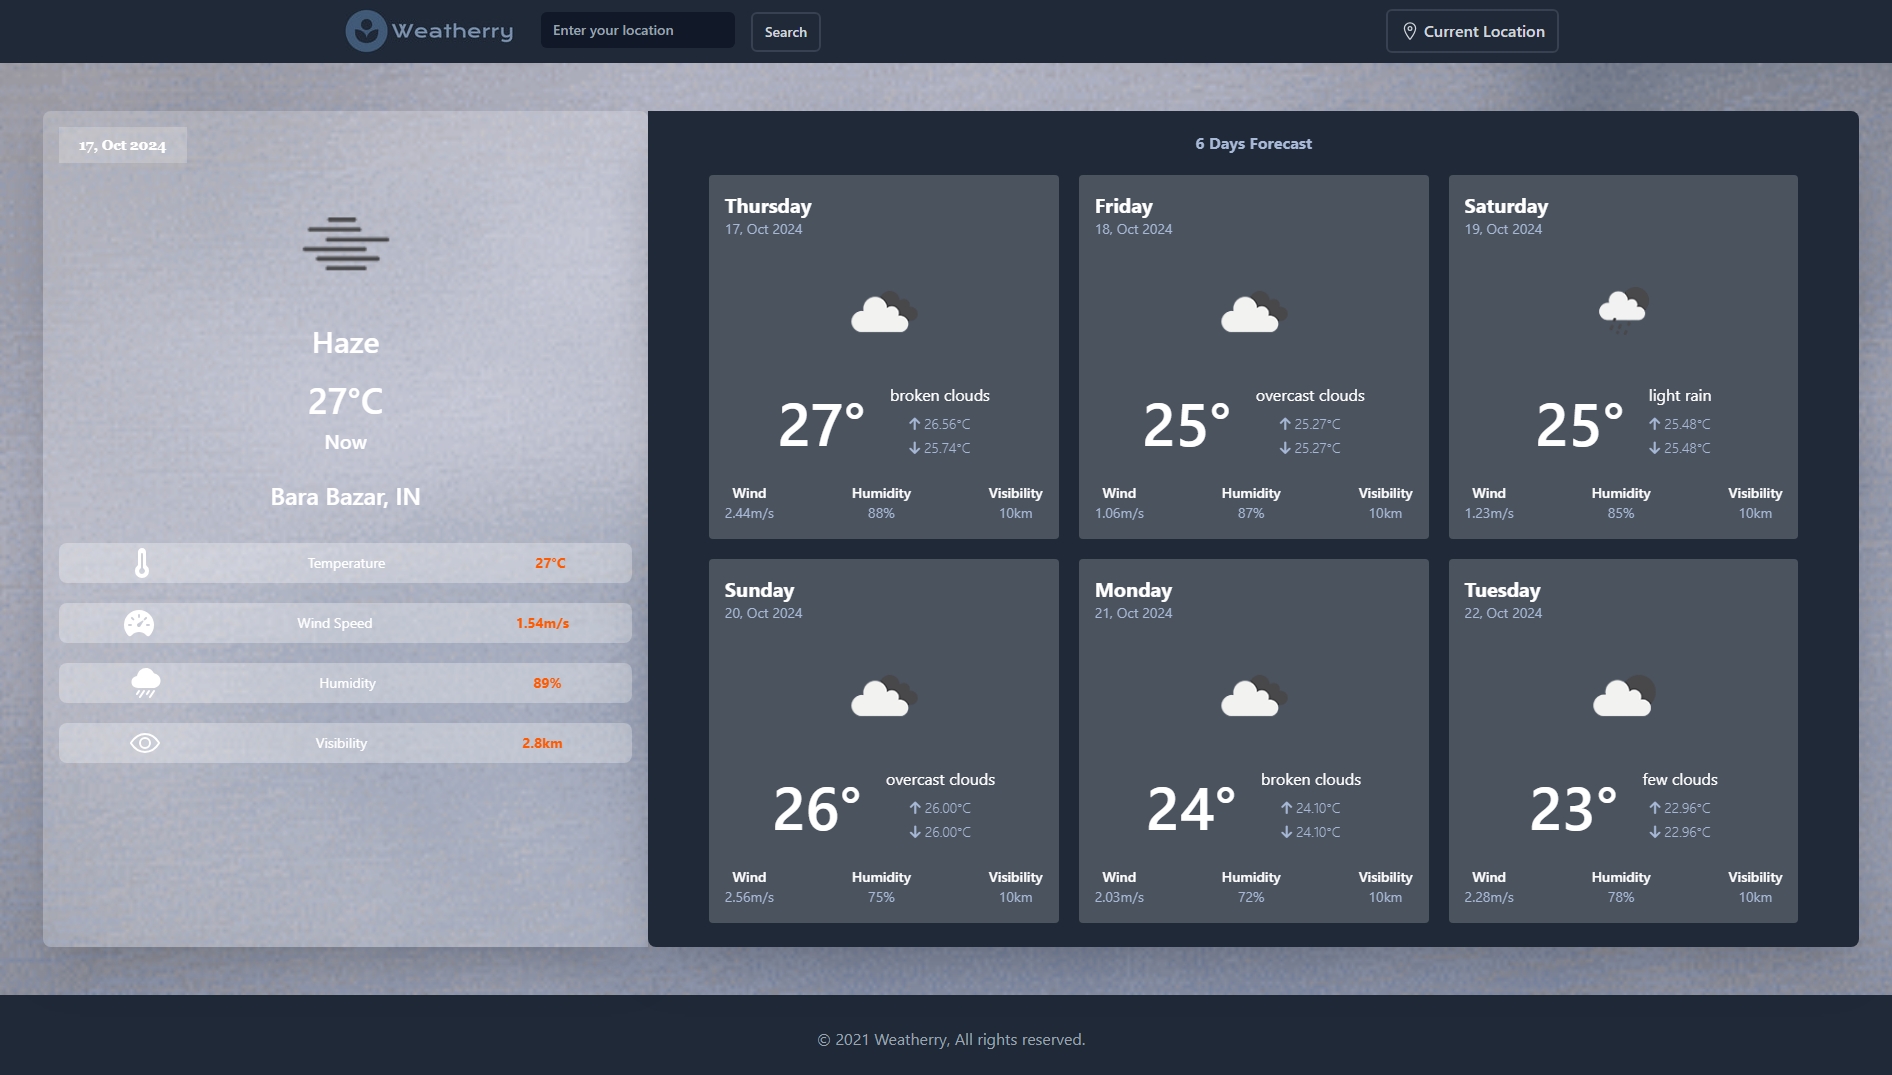 Weatherry
Enter your location
Search
Current Location
17, Oct 2024
Haze
27°C
Now
Bara Bazar, IN
Temperature 27°C
Wind Speed 1.54m/s
Humidity 89%
Visibility 2.8km
6 Days Forecast
Thursday
17, Oct 2024
27°
broken clouds
26.56°C
25.74°C
Wind Humidity Visibility
2.44m/s 88% 10km
Friday
18, Oct 2024
25°
overcast clouds
25.27°C
25.27°C
Wind Humidity Visibility
1.06m/s 87% 10km
Saturday
19, Oct 2024
25°
light rain
25.48°C
25.48°C
Wind Humidity Visibility
1.23m/s 85% 10km
Sunday
20, Oct 2024
26°
overcast clouds
26.00°C
26.00°C
Wind Humidity Visibility
2.56m/s 75% 10km
Monday
21, Oct 2024
24°
broken clouds
24.10°C
24.10°C
Wind Humidity Visibility
2.03m/s 72% 10km
Tuesday
22, Oct 2024
23°
few clouds
22.96°C
22.96°C
Wind Humidity Visibility
2.28m/s 78% 10km
© 2021 Weatherry, All rights reserved.